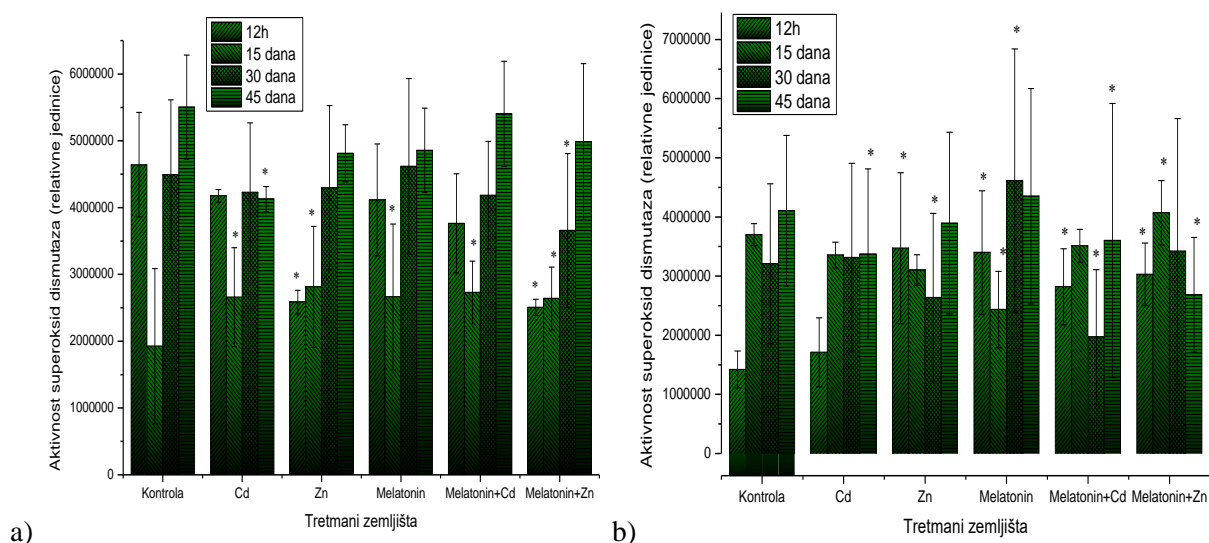 12h
15 dana
30 dana
45 dana
Aktivnost superoksid dismutaza (relativne jedinice)
6000000
5000000
4000000
3000000
2000000
1000000
0
* * * * * * * * *
Kontrola Cd Zn Melatonin Melatonin+Cd Melatonin+Zn
Tretmani zemljišta
a)
12h
15 dana
30 dana
45 dana
Aktivnost superoksid dismutaza (relativne jedinice)
7000000
6000000
5000000
4000000
3000000
2000000
1000000
0
* * * * * * * * * * * *
Kontrola Cd Zn Melatonin Melatonin+Cd Melatonin+Zn
Tretmani zemljišta
b)